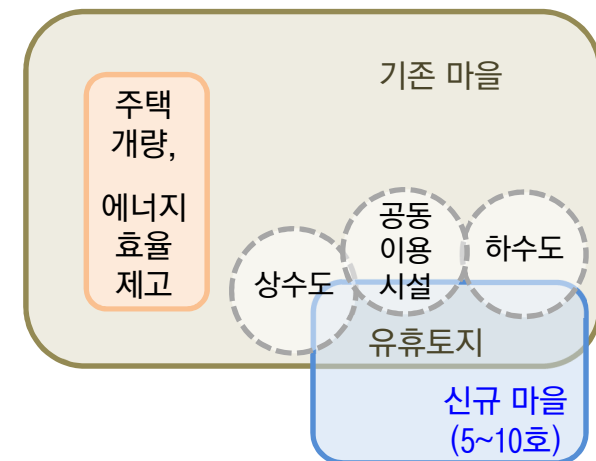 기존 마을
주택
개량,
에너지
효율
제고
상수도
공동
이용
시설
하수도
유휴토지
신규 마을
(5~10호)